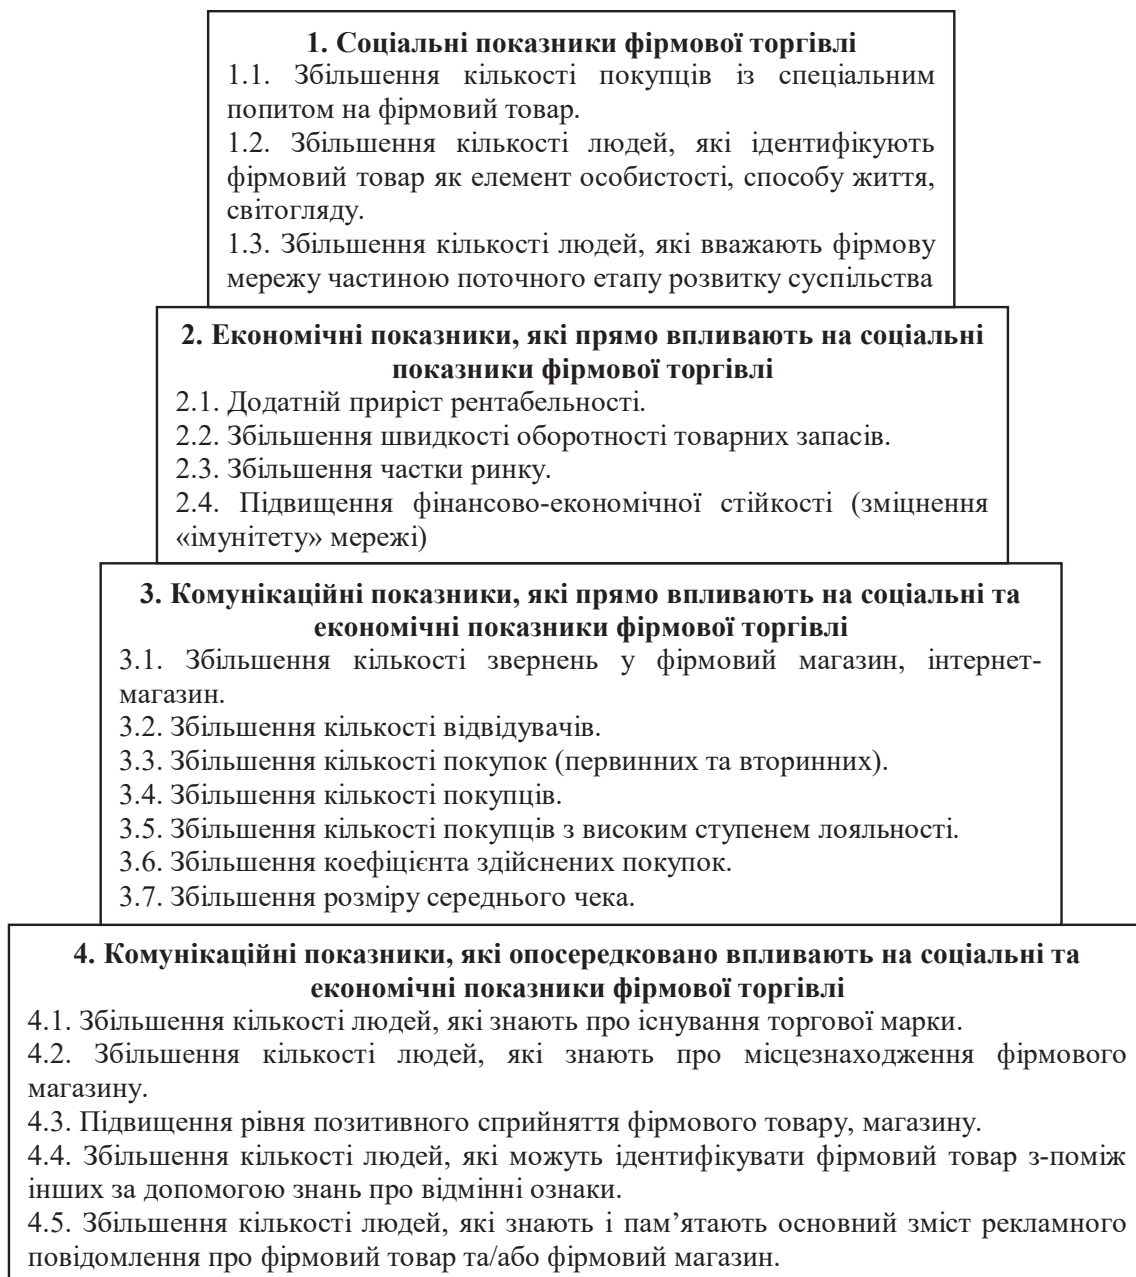 1. Соціальні показники фірмової торгівлі
1.1. Збільшення кількості покупців із спеціальним
попитом на фірмовий товар.
1.2. Збільшення кількості людей, які ідентифікують
фірмовий товар як елемент особистості, способу життя,
світогляду.
1.3. Збільшення кількості людей, які вважають фірмову
мережу частиною поточного етапу розвитку суспільства
2. Економічні показники, які прямо впливають на соціальні
показники фірмової торгівлі
2.1. Додатній приріст рентабельності.
2.2. Збільшення швидкості оборотності товарних запасів.
2.3. Збільшення частки ринку.
2.4. Підвищення фінансово-економічної стійкості (зміцнення
«імунітету» мережі)
3. Комунікаційні показники, які прямо впливають на соціальні та
економічні показники фірмової торгівлі
3.1. Збільшення кількості звернень у фірмовий магазин, інтернет-
магазин.
3.2. Збільшення кількості відвідувачів.
3.3. Збільшення кількості покупок (первинних та вторинних).
3.4. Збільшення кількості покупців.
3.5. Збільшення кількості покупців з високим ступенем лояльності.
3.6. Збільшення коефіцієнта здійснених покупок.
3.7. Збільшення розміру середнього чека.
4. Комунікаційні показники, які опосередковано впливають на соціальні та
економічні показники фірмової торгівлі
4.1. Збільшення кількості людей, які знають про існування торгової марки.
4.2. Збільшення кількості людей, які знають про місцезнаходження фірмового
магазину.
4.3. Підвищення рівня позитивного сприйняття фірмового товару, магазину.
4.4. Збільшення кількості людей, які можуть ідентифікувати фірмовий товар з-поміж
інших за допомогою знань про відмінні ознаки.
4.5. Збільшення кількості людей, які знають і пам’ятають основний зміст рекламного
повідомлення про фірмовий товар та/або фірмовий магазин.